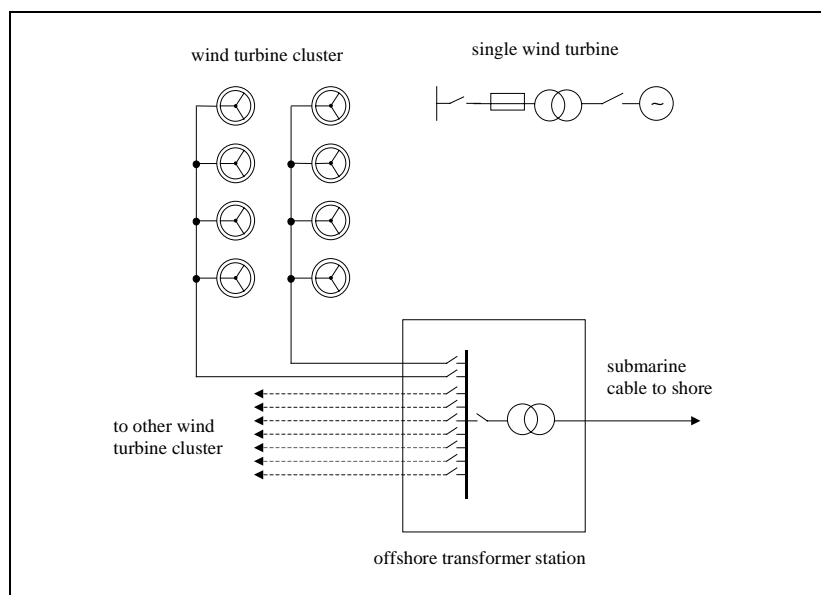 wind turbine cluster
single wind turbine
~
submarine
cable to shore
to other wind
turbine cluster
offshore transformer station